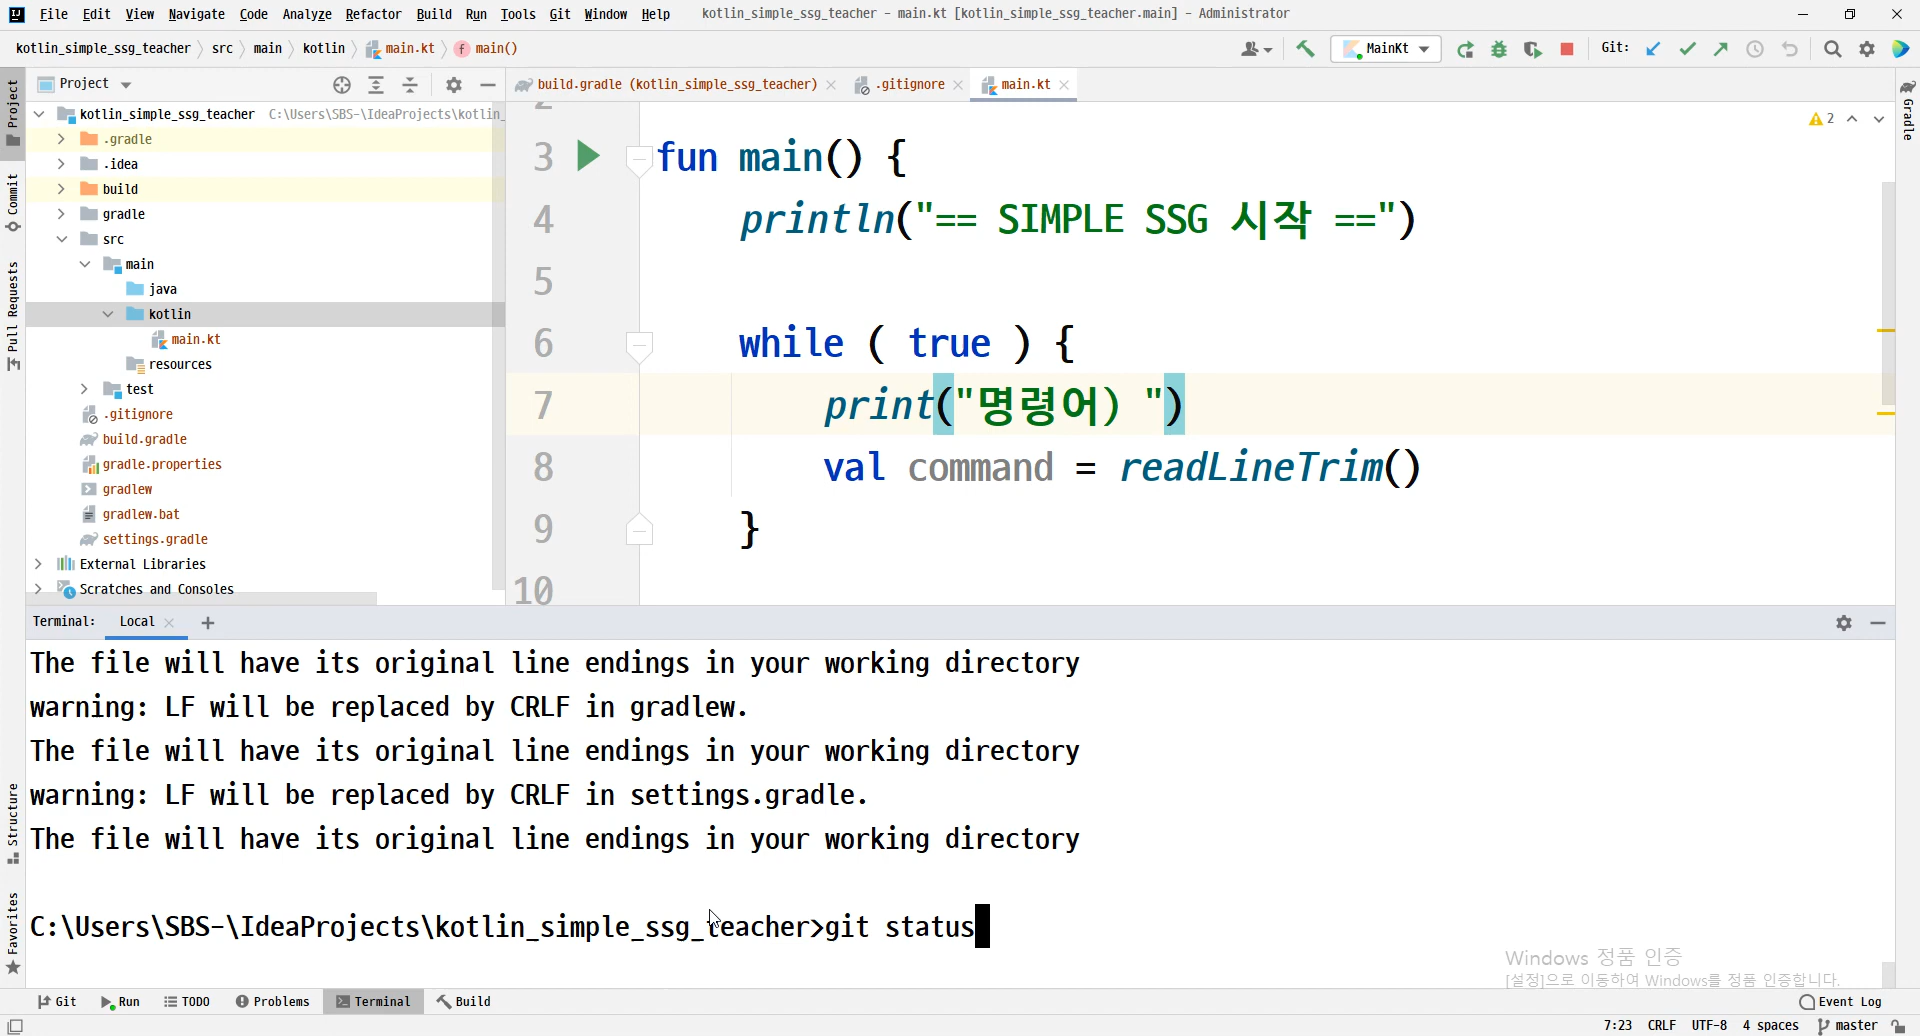 File Edit View Navigate Code Analyze Refactor Build Run Tools Git Window Help kotlin_simple_ssg_teacher - main.kt [kotlin_simple_ssg_teacher.main] - Administrator
kotlin_simple_ssg_teacher src main kotlin main.kt main() MainKt Git:
Project
build.gradle (kotlin_simple_ssg_teacher) .gitignore main.kt
kotlin_simple_ssg_teacher C:\Users\SBS-\IdeaProjects\kotlin_
.gradle
.idea
build
gradle
src
main
java
kotlin
main.kt
resources
test
.gitignore
build.gradle
gradle.properties
gradlew
gradlew.bat
settings.gradle
External Libraries
Scratches and Consoles
2
3 fun main() {
4 println("== SIMPLE SSG 시작 ==")
5
6 while ( true ) {
7 print("명령어) ")
8 val command = readLineTrim()
9 }
10
Project
Commit
Pull Requests
Structure
Favorites
Gradle
Terminal: Local
The file will have its original line endings in your working directory
warning: LF will be replaced by CRLF in gradlew.
The file will have its original line endings in your working directory
warning: LF will be replaced by CRLF in settings.gradle.
The file will have its original line endings in your working directory
C:\Users\SBS-\IdeaProjects\kotlin_simple_ssg_teacher>git status
Windows 정품 인증
[설정]으로 이동하여 Windows를 정품 인증합니다.
Git Run TODO Problems Terminal Build Event Log
7:23 CRLF UTF-8 4 spaces master